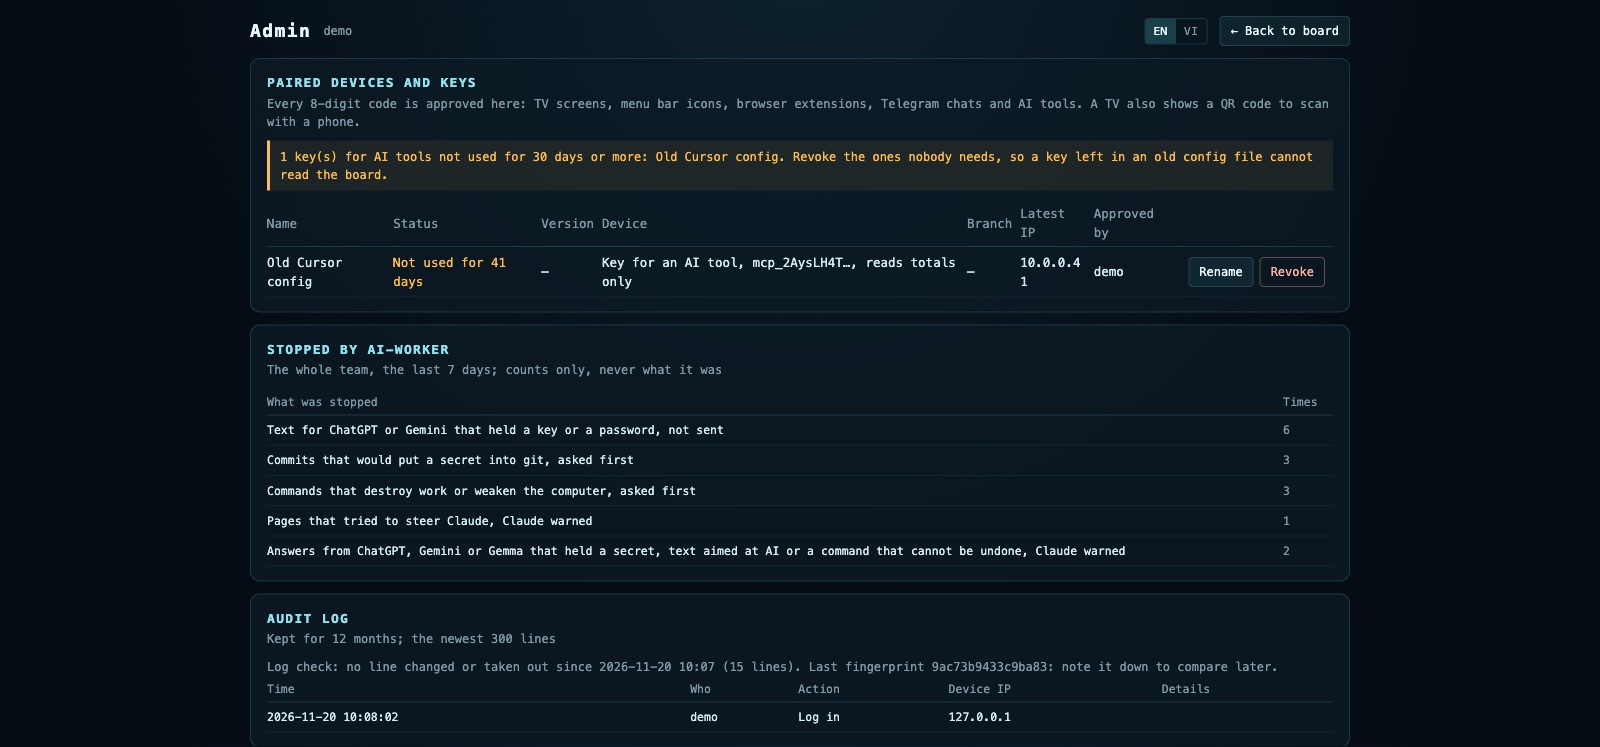 Admin demo
EN VI ← Back to board
PAIRED DEVICES AND KEYS
Every 8-digit code is approved here: TV screens, menu bar icons, browser extensions, Telegram chats and AI tools. A TV also shows a QR code to scan
with a phone.
1 key(s) for AI tools not used for 30 days or more: Old Cursor config. Revoke the ones nobody needs, so a key left in an old config file cannot
read the board.
Name Status Version Device Branch Latest IP Approved by
Old Cursor config Not used for 41 days — Key for an AI tool, mcp_2AysLH4T…, reads totals only — 10.0.0.41 demo Rename Revoke
STOPPED BY AI-WORKER
The whole team, the last 7 days; counts only, never what it was
What was stopped Times
Text for ChatGPT or Gemini that held a key or a password, not sent 6
Commits that would put a secret into git, asked first 3
Commands that destroy work or weaken the computer, asked first 3
Pages that tried to steer Claude, Claude warned 1
Answers from ChatGPT, Gemini or Gemma that held a secret, text aimed at AI or a command that cannot be undone, Claude warned 2
AUDIT LOG
Kept for 12 months; the newest 300 lines
Log check: no line changed or taken out since 2026-11-20 10:07 (15 lines). Last fingerprint 9ac73b9433c9ba83: note it down to compare later.
Time Who Action Device IP Details
2026-11-20 10:08:02 demo Log in 127.0.0.1